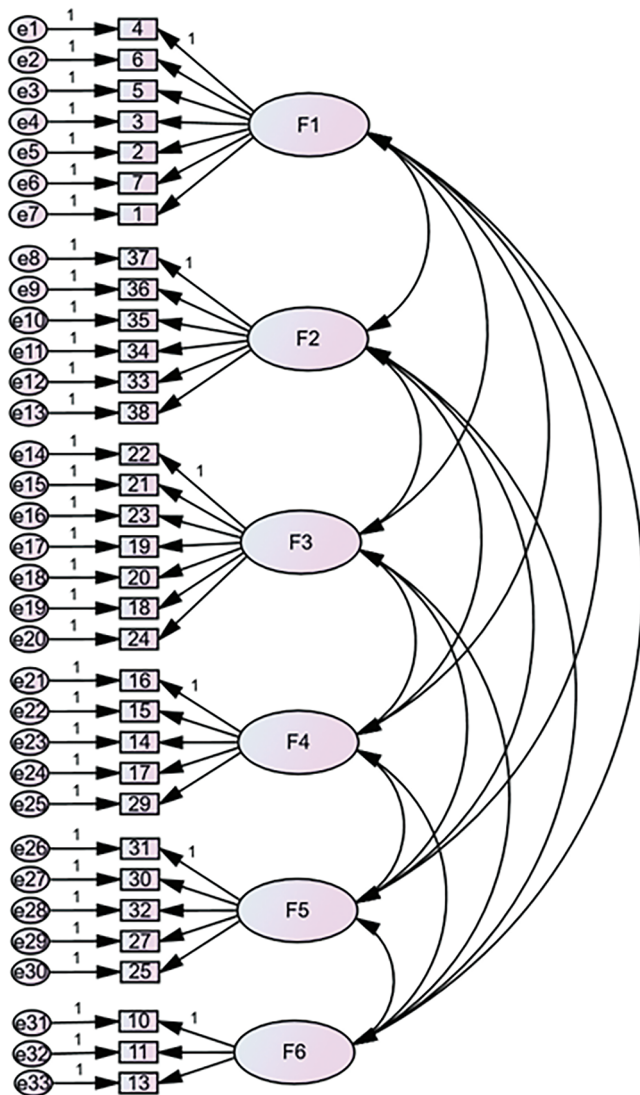 e1 1 4 1
e2 1 6
e3 1 5
e4 1 3 F1
e5 1 2
e6 1 7
e7 1 1
e8 1 37 1
e9 1 36
e10 1 35 F2
e11 1 34
e12 1 33
e13 1 38
e14 1 22 1
e15 1 21
e16 1 23
e17 1 19 F3
e18 1 20
e19 1 18
e20 1 24
e21 1 16 1
e22 1 15
e23 1 14 F4
e24 1 17
e25 1 29
e26 1 31 1
e27 1 30
e28 1 32 F5
e29 1 27
e30 1 25
e31 1 10 1
e32 1 11 F6
e33 1 13